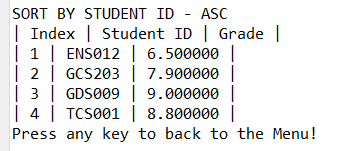 SORT BY STUDENT ID - ASC
| Index | Student ID | Grade |
| 1 | ENS012 | 6.500000 |
| 2 | GCS203 | 7.900000 |
| 3 | GDS009 | 9.000000 |
| 4 | TCS001 | 8.800000 |
Press any key to back to the Menu!